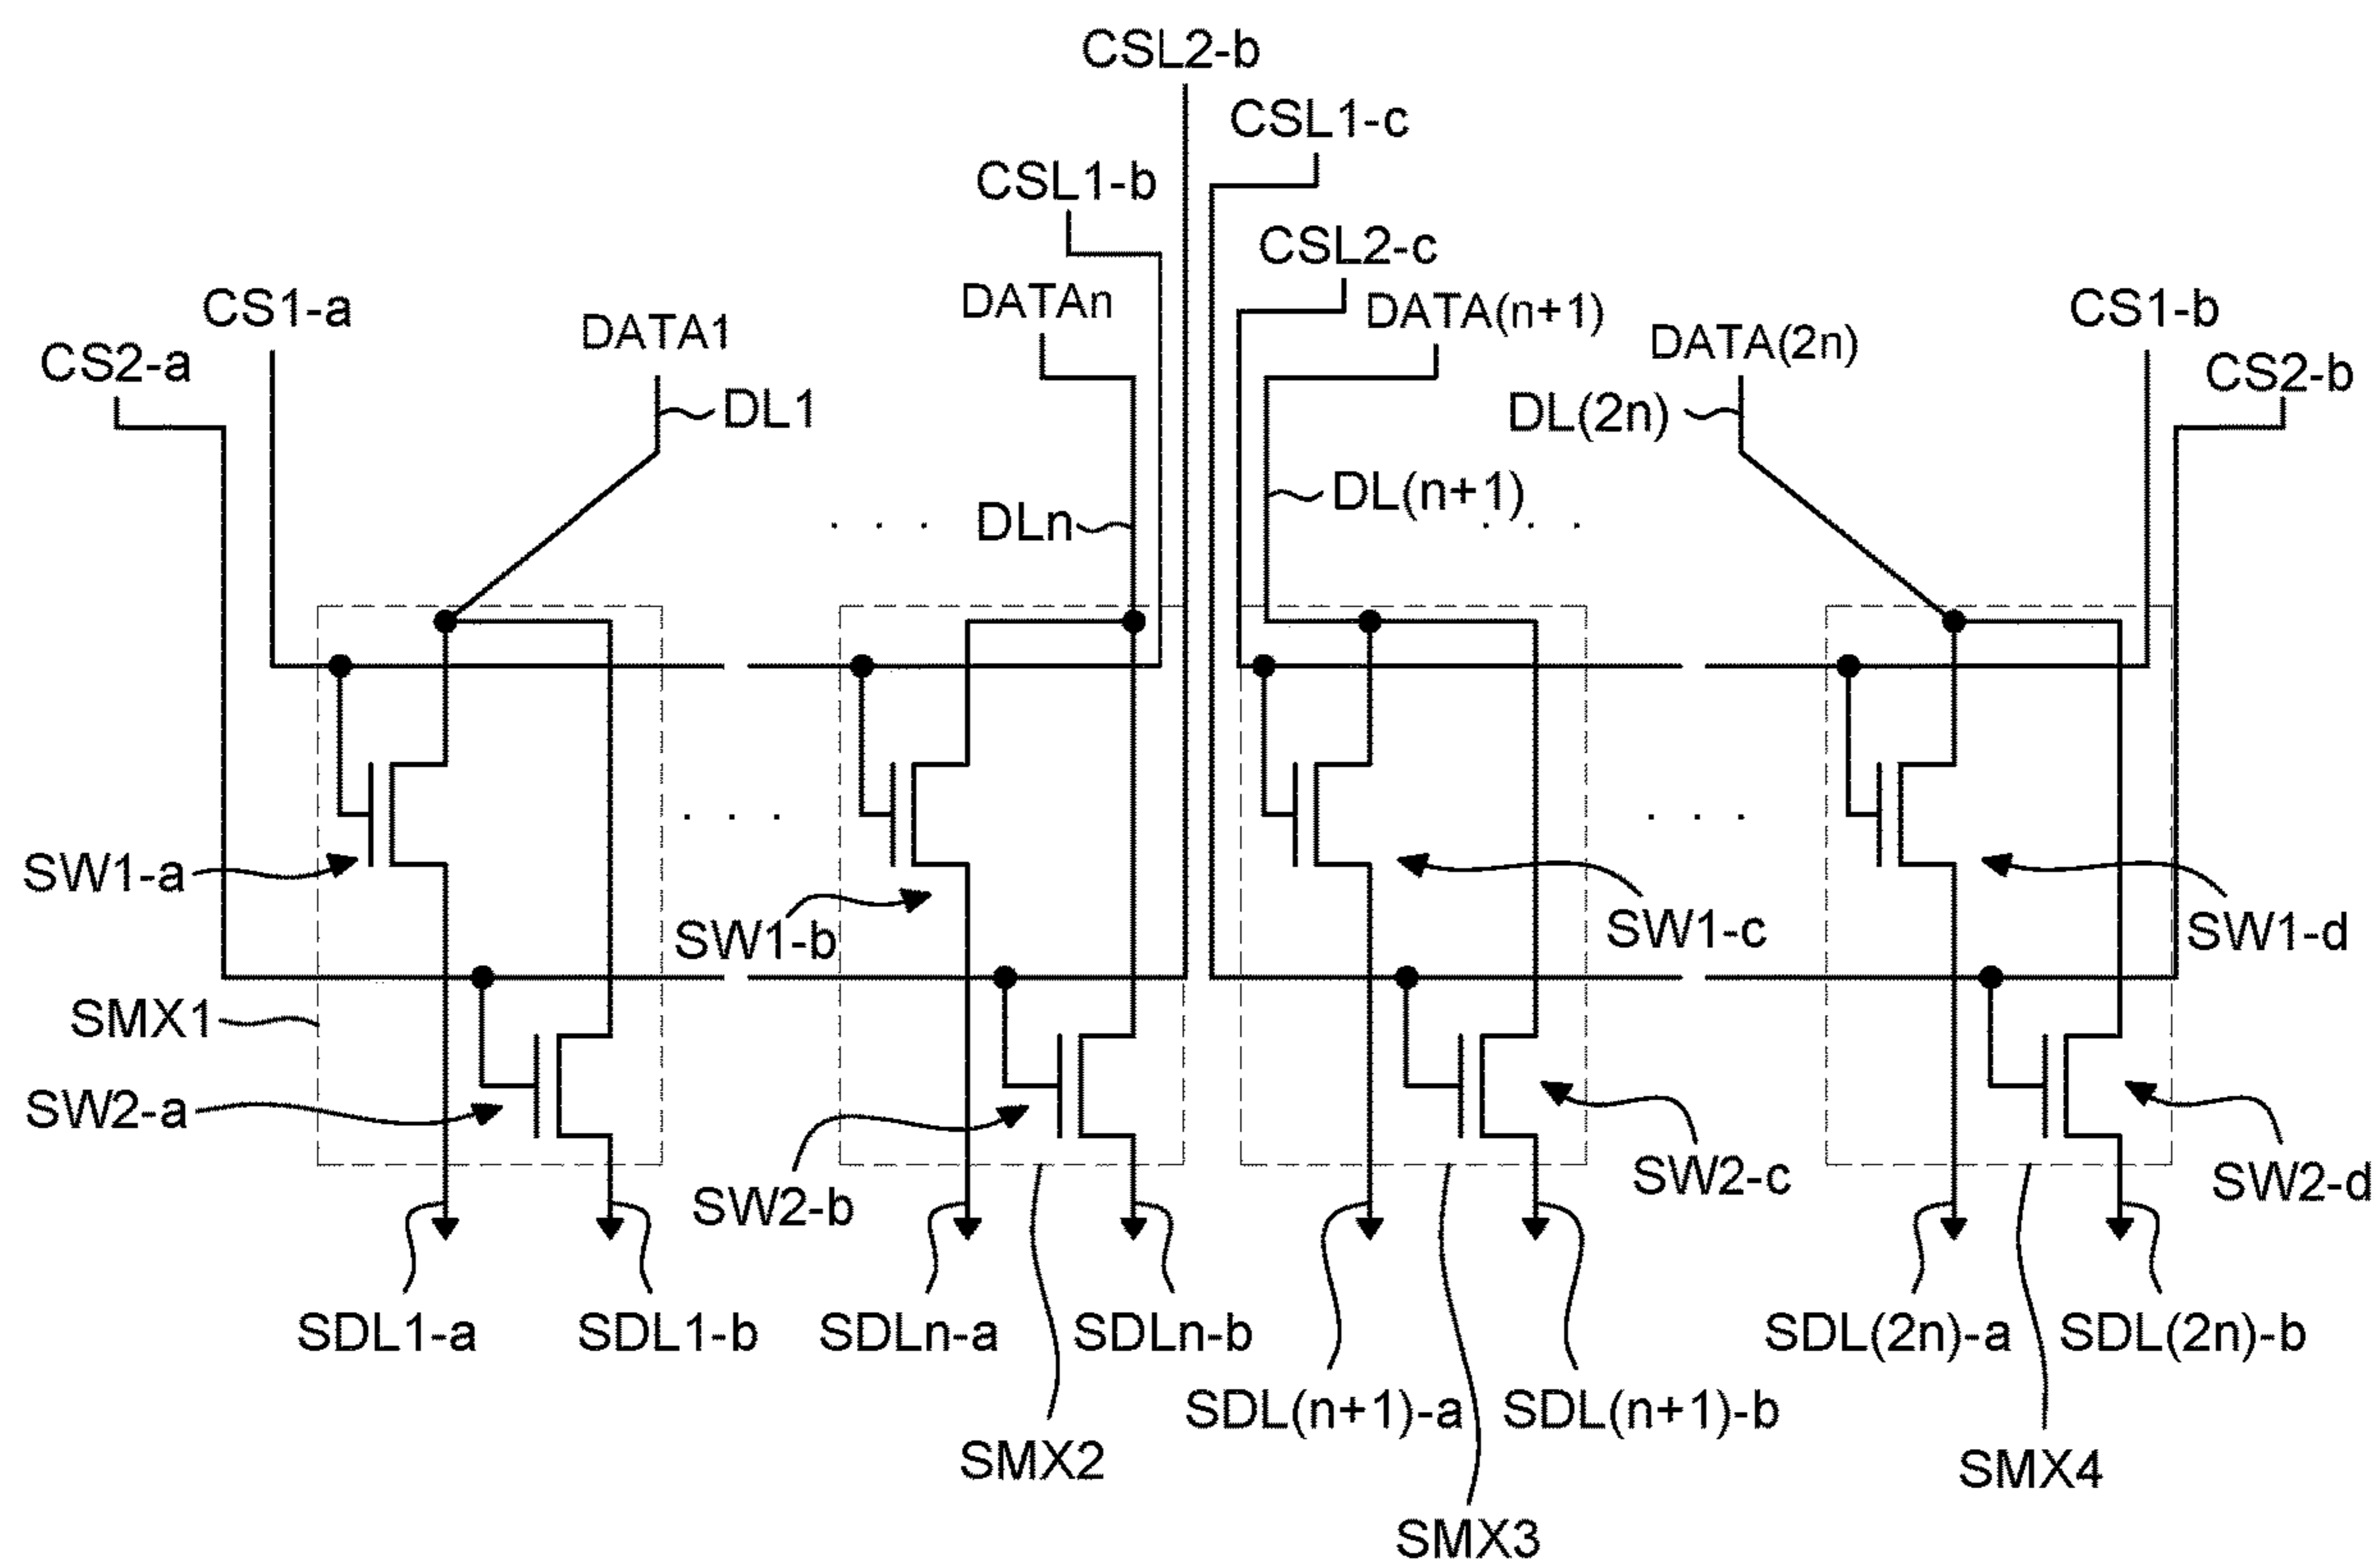 CSL2-b
CSL1-c
CSL1-b
CSL2-c
CS1-a
DATA1
DATAn
DATA(n+1)
DATA(2n)
CS1-b
CS2-a
CS2-b
DL1
DL(2n)
DLn
DL(n+1)
. . .
. . .
. . .
. . .
SW1-a
SW1-b
SW1-c
SW1-d
SMX1
SW2-a
SW2-b
SW2-c
SW2-d
SDL1-a
SDL1-b
SDLn-a
SDLn-b
SDL(2n)-a
SDL(2n)-b
SDL(n+1)-a
SDL(n+1)-b
SMX2
SMX4
SMX3